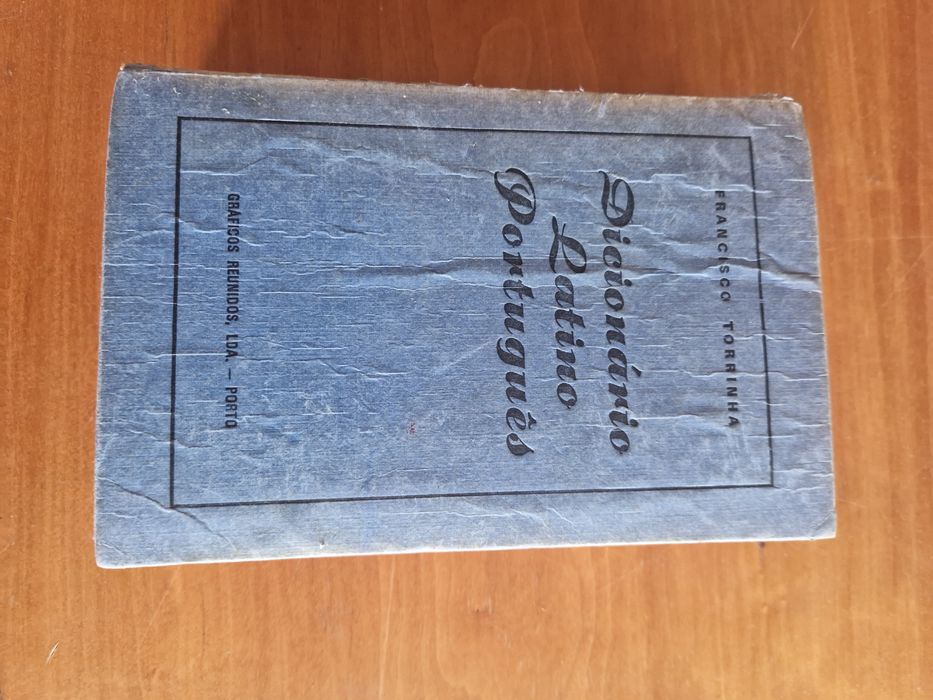 FRANCISCO TORRINHA
Dicionário
Latino
Português
GRÁFICOS REUNIDOS, LDA. — PORTO